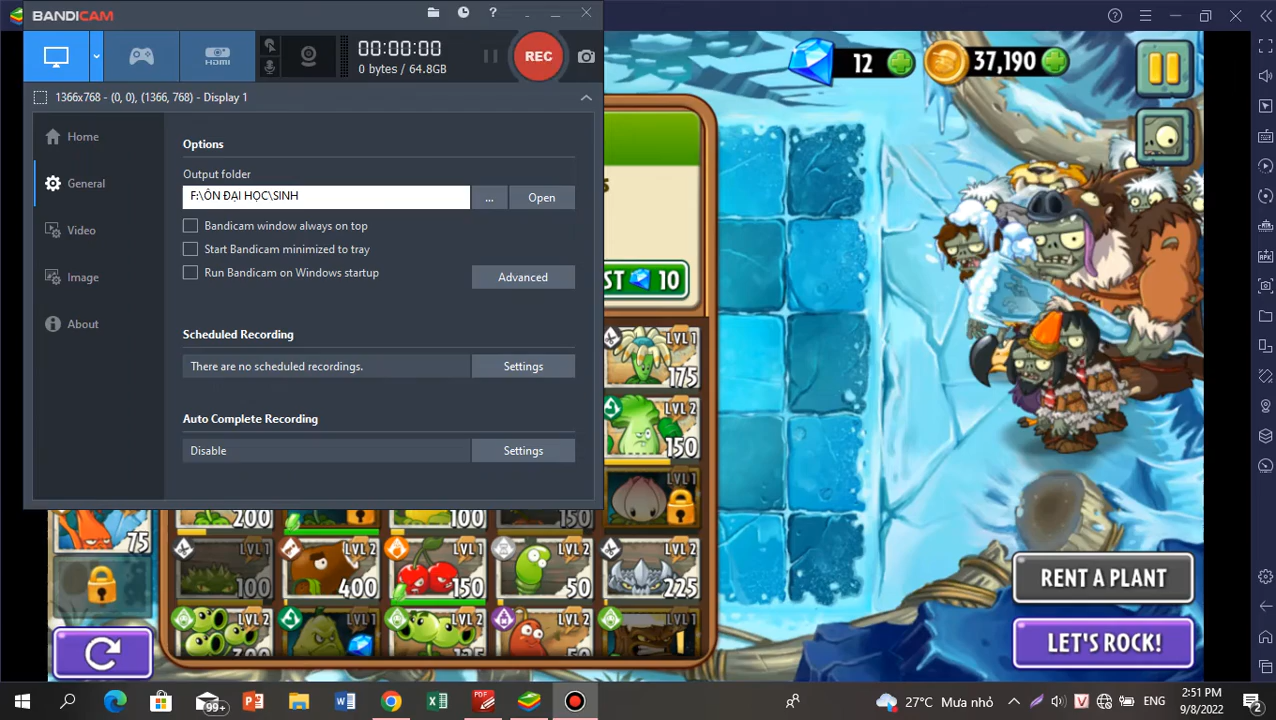 BANDICAM
?
00:00:00
0 bytes / 64.8GB
HDMI
REC
1366x768 - (0, 0), (1366, 768) - Display 1
Home
General
Video
Image
About
Options
Output folder
F:\ÔN ĐẠI HỌC\SINH
...
Open
Bandicam window always on top
Start Bandicam minimized to tray
Run Bandicam on Windows startup
Advanced
Scheduled Recording
There are no scheduled recordings.
Settings
Auto Complete Recording
Disable
Settings
12
37,190
ST 10
LVL 1
175
LVL 2
150
LVL 1
75
200
100
150
LVL 1
100
LVL 2
400
LVL 1
150
LVL 2
50
LVL 2
225
LVL 2
LVL 2
LVL 2
RENT A PLANT
LET'S ROCK!
99+
PDF
27°C Mưa nhỏ
V
ENG
2:51 PM
9/8/2022
2